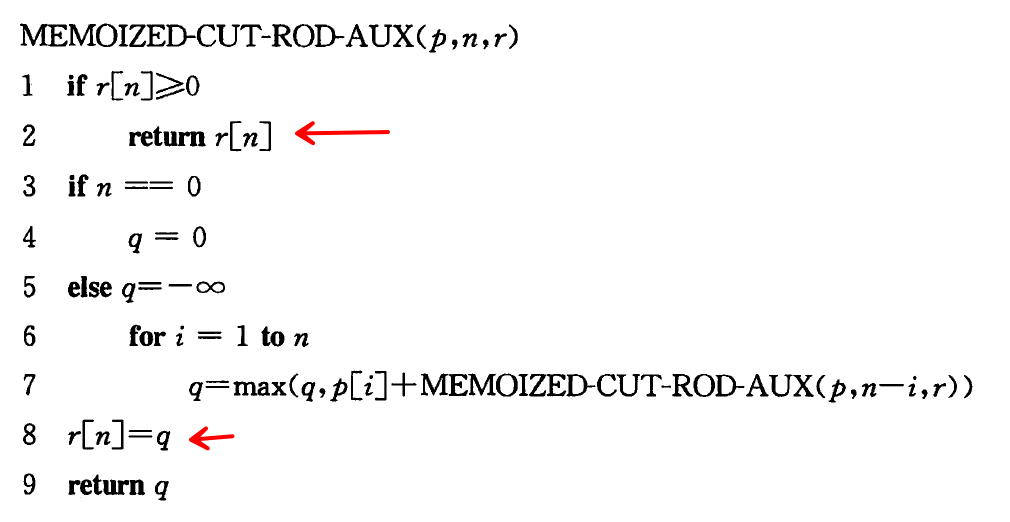 MEMOIZED-CUT-ROD-AUX(p,n,r)
1 if r[n]⩾0
2 return r[n]
3 if n == 0
4 q = 0
5 else q=-∞
6 for i = 1 to n
7 q=max(q,p[i]+MEMOIZED-CUT-ROD-AUX(p,n-i,r))
8 r[n]=q
9 return q